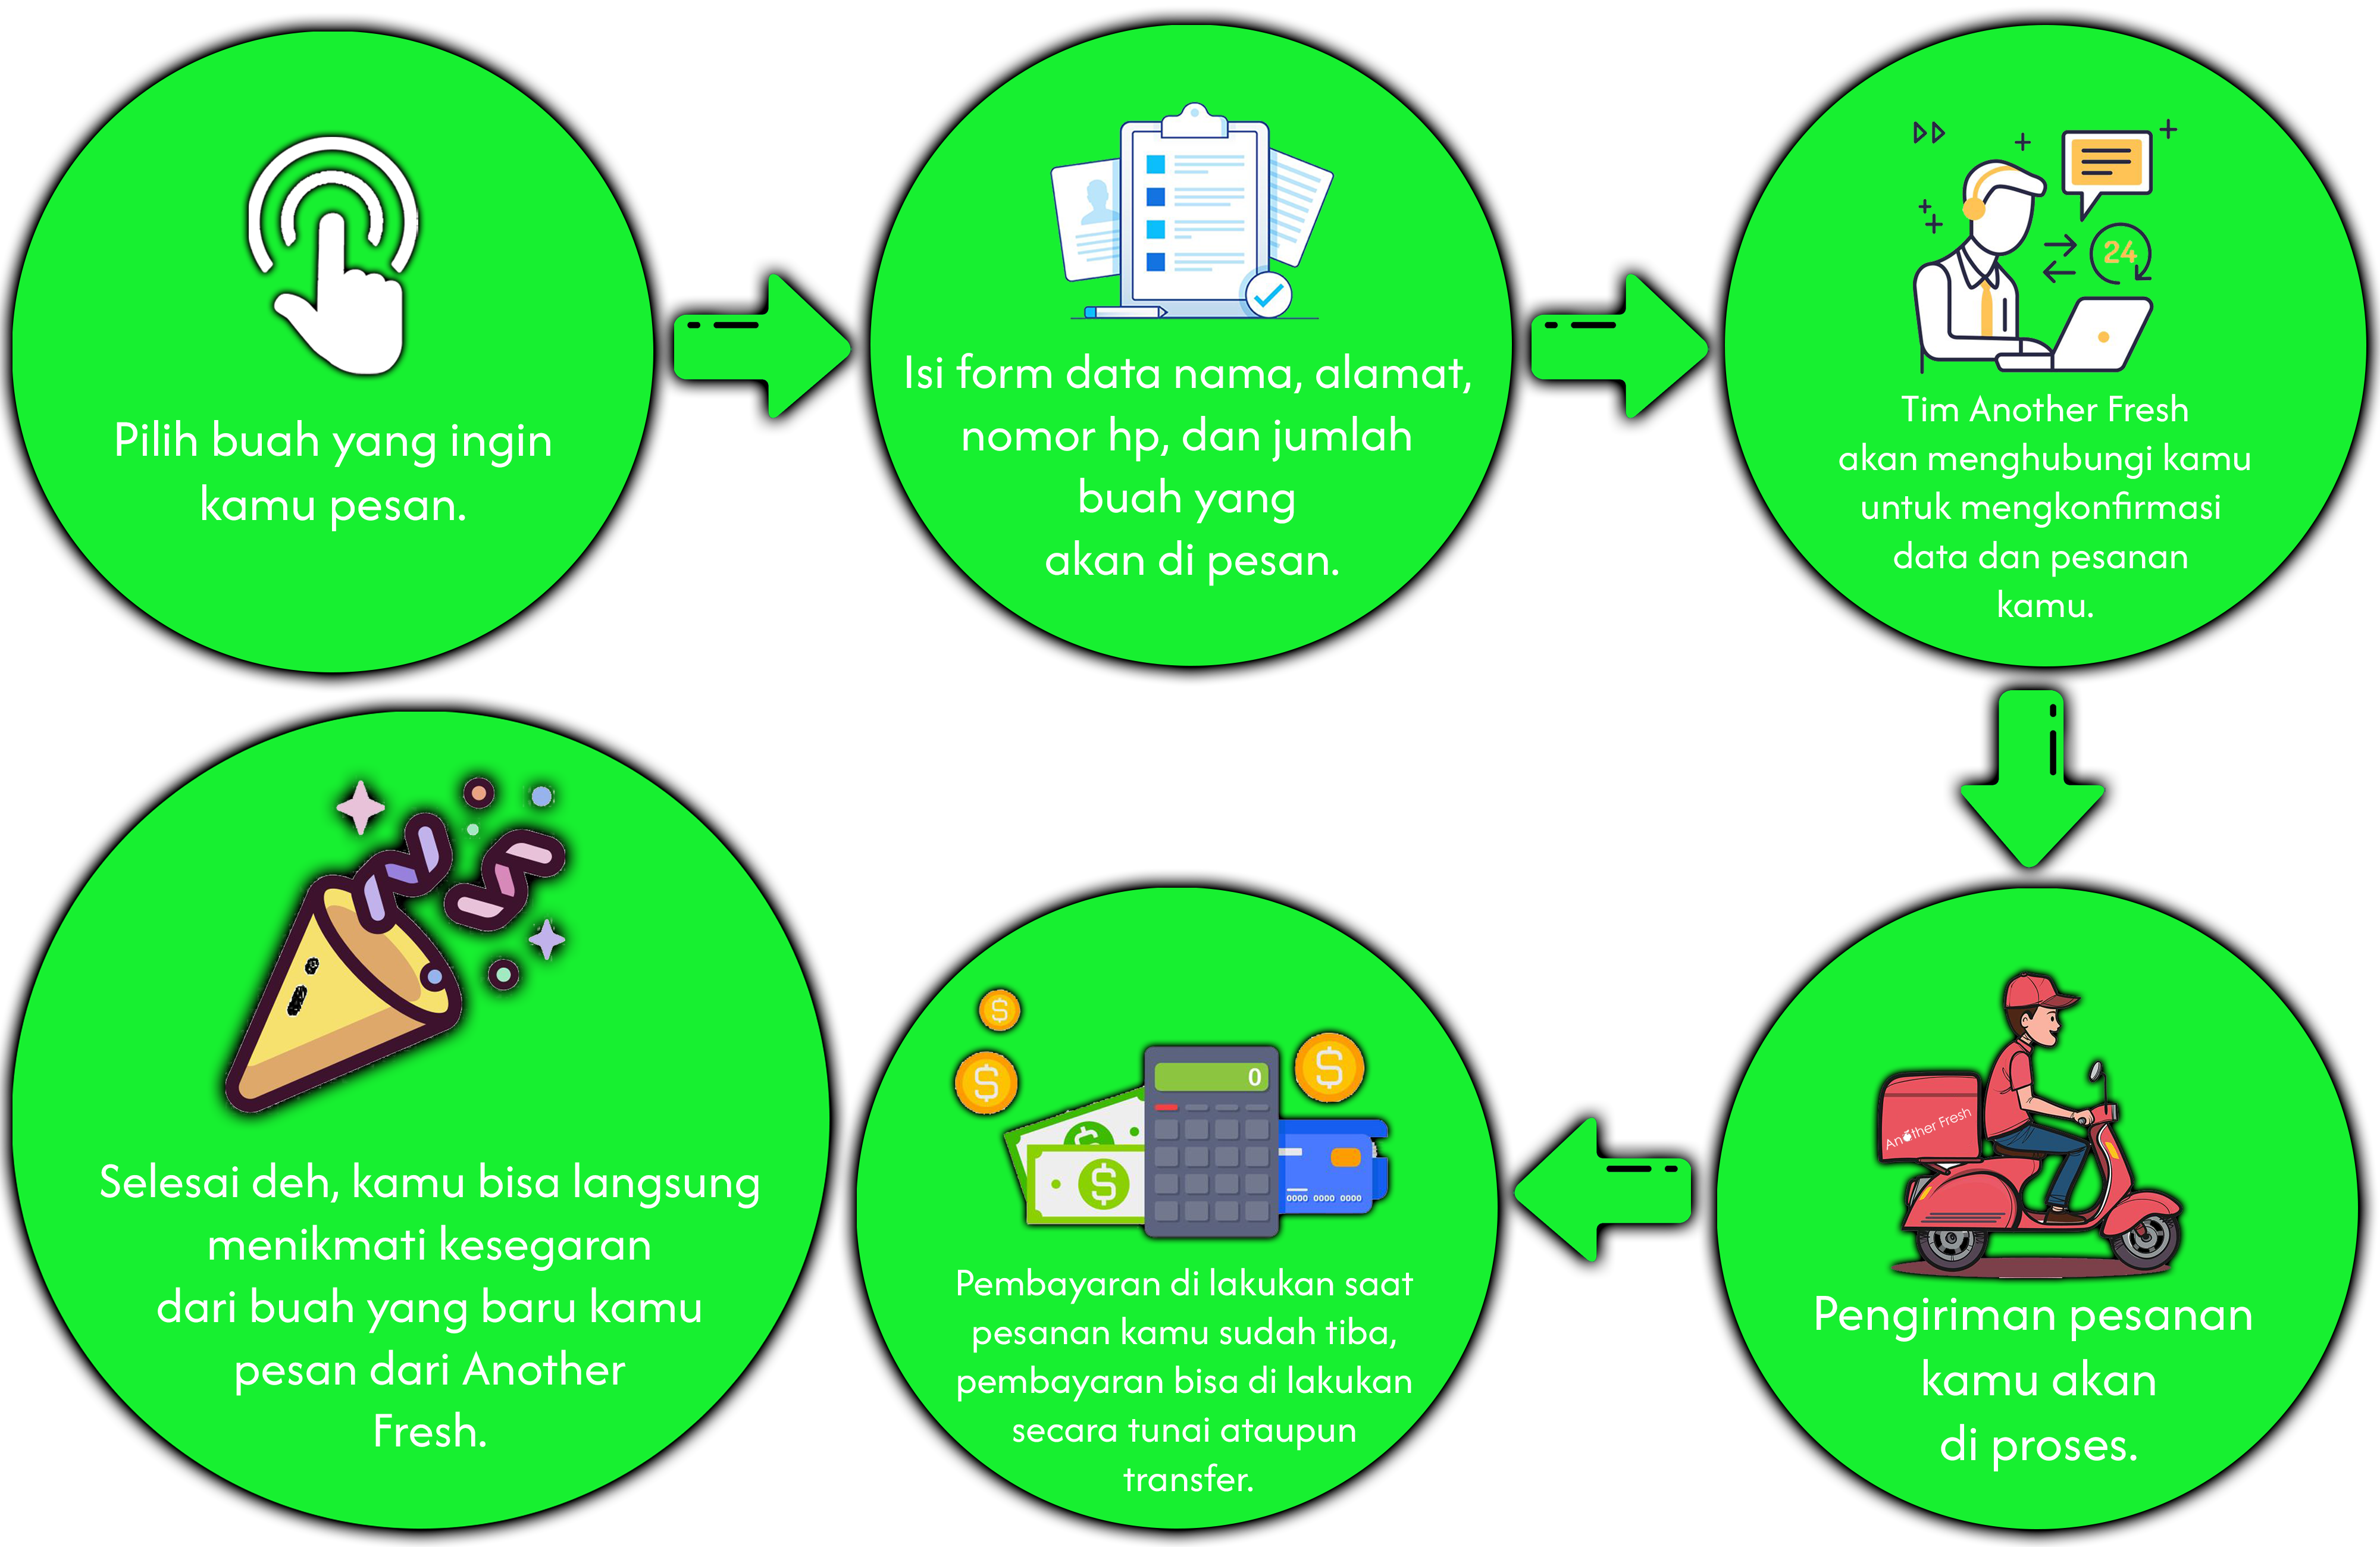 Pilih buah yang ingin
kamu pesan.
Isi form data nama, alamat,
nomor hp, dan jumlah
buah yang
akan di pesan.
24
Tim Another Fresh
akan menghubungi kamu
untuk mengkonfirmasi
data dan pesanan
kamu.
Another Fresh
Pengiriman pesanan
kamu akan
di proses.
$
$
$
0
$
$
0000 0000 0000
Pembayaran di lakukan saat
pesanan kamu sudah tiba,
pembayaran bisa di lakukan
secara tunai ataupun
transfer.
Selesai deh, kamu bisa langsung
menikmati kesegaran
dari buah yang baru kamu
pesan dari Another
Fresh.